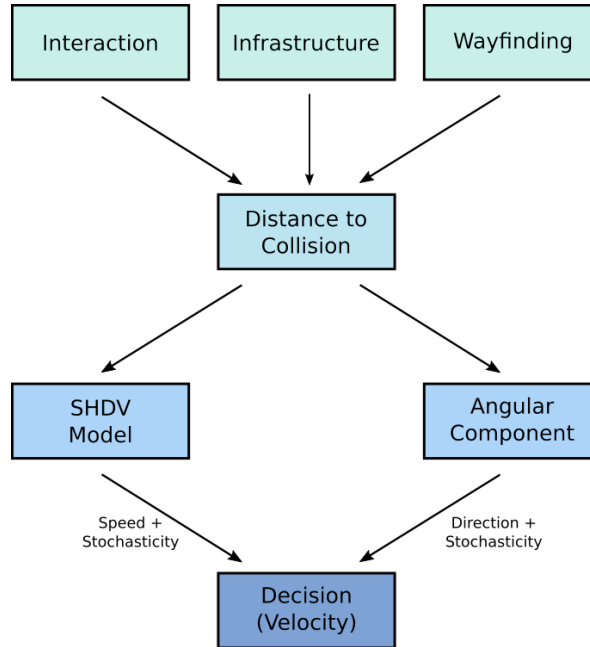 Interaction
Infrastructure
Wayfinding
Distance to
Collision
SHDV
Model
Angular
Component
Speed +
Stochasticity
Direction +
Stochasticity
Decision
(Velocity)